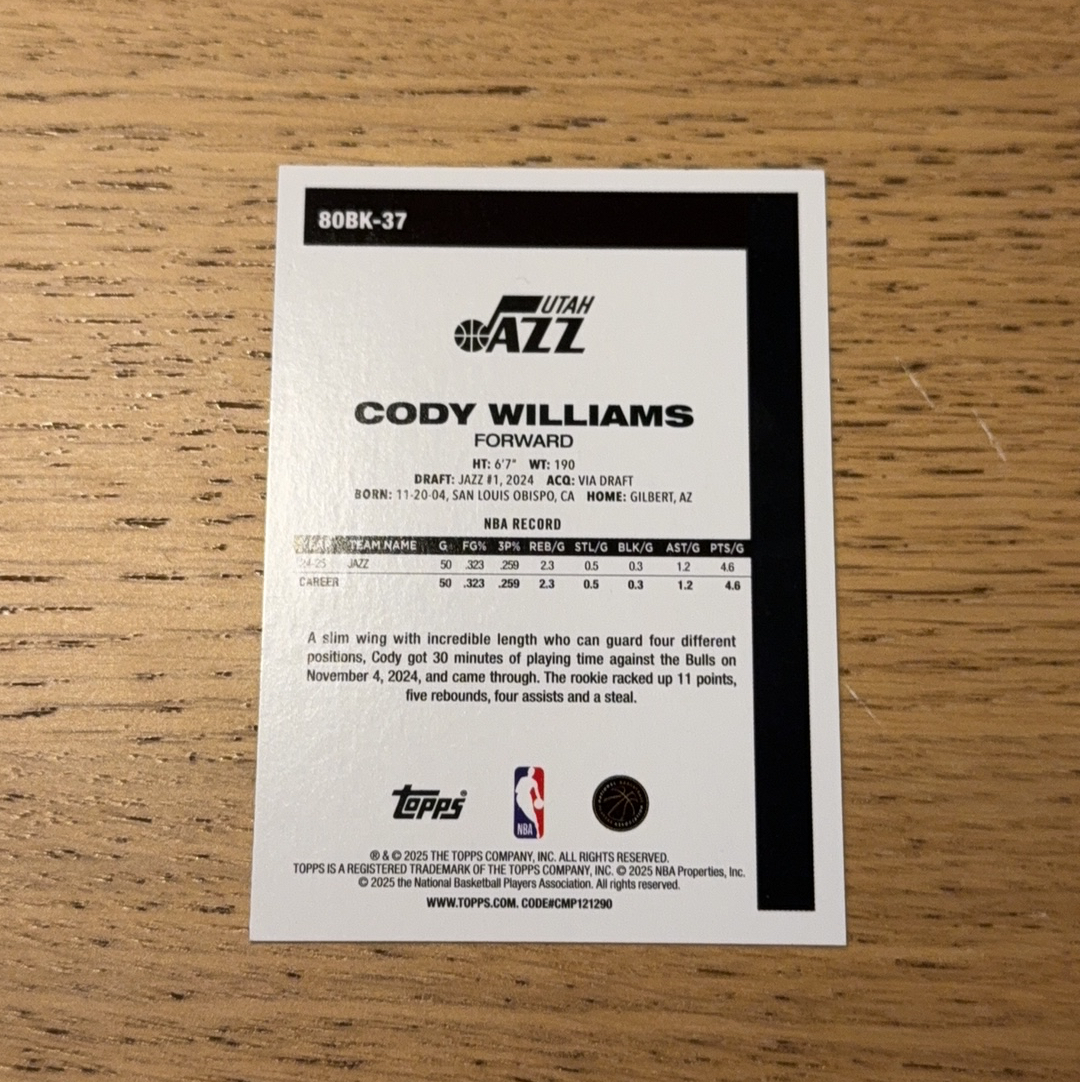 80BK-37
UTAH
JAZZ
CODY WILLIAMS
FORWARD
HT: 6'7" WT: 190
DRAFT: JAZZ #1, 2024 ACQ: VIA DRAFT
BORN: 11-20-04, SAN LOUIS OBISPO, CA HOME: GILBERT, AZ
NBA RECORD
YEAR TEAM NAME G FG% 3P% REB/G STL/G BLK/G AST/G PTS/G
24-25 JAZZ 50 .323 .259 2.3 0.5 0.3 1.2 4.6
CAREER 50 .323 .259 2.3 0.5 0.3 1.2 4.6
A slim wing with incredible length who can guard four different
positions, Cody got 30 minutes of playing time against the Bulls on
November 4, 2024, and came through. The rookie racked up 11 points,
five rebounds, four assists and a steal.
Topps®
NBA
® & © 2025 THE TOPPS COMPANY, INC. ALL RIGHTS RESERVED.
TOPPS IS A REGISTERED TRADEMARK OF THE TOPPS COMPANY, INC. © 2025 NBA Properties, Inc.
© 2025 the National Basketball Players Association. All rights reserved.
WWW.TOPPS.COM. CODE#CMP121290